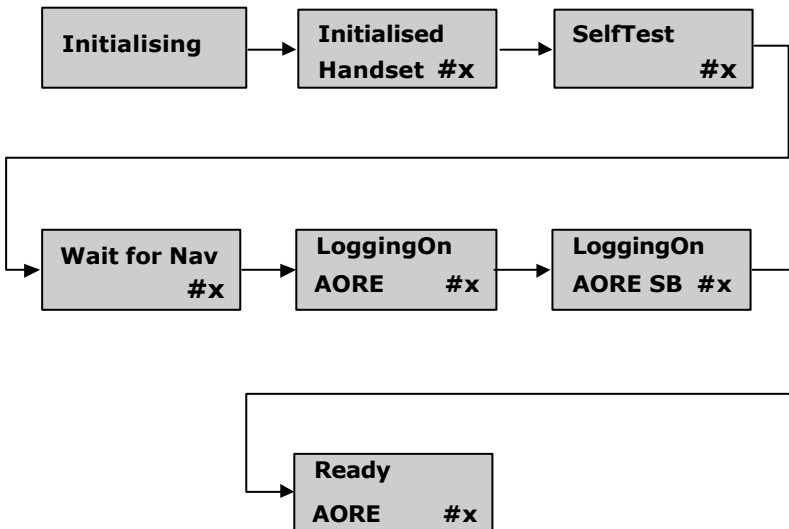 Initialising
Initialised
Handset #x
SelfTest
#x
Wait for Nav
#x
LoggingOn
AORE #x
LoggingOn
AORE SB #x
Ready
AORE #x